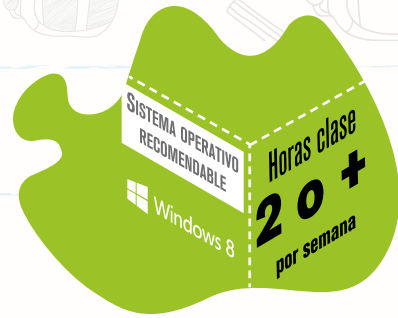 SISTEMA OPERATIVO
RECOMENDABLE
Windows 8
Horas clase
2 o +
por semana